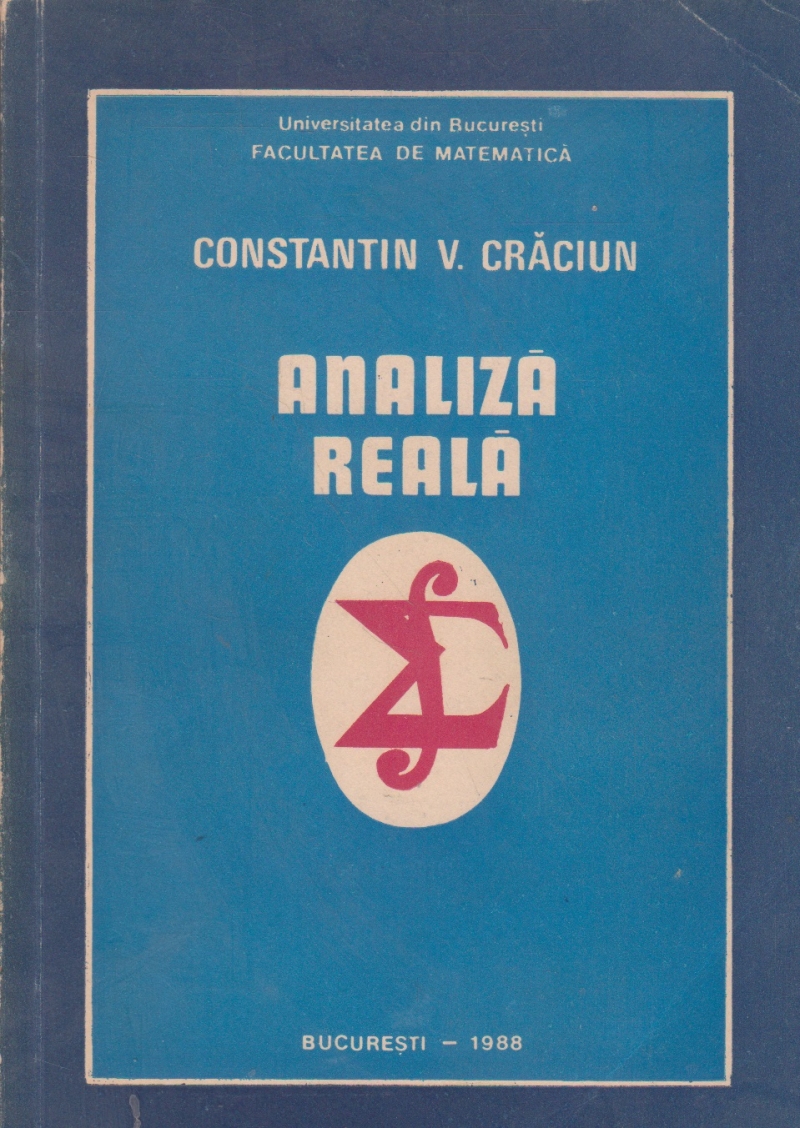 Universitatea din București
FACULTATEA DE MATEMATICĂ
CONSTANTIN V. CRĂCIUN
ANALIZĂ
REALĂ
BUCUREȘTI – 1988